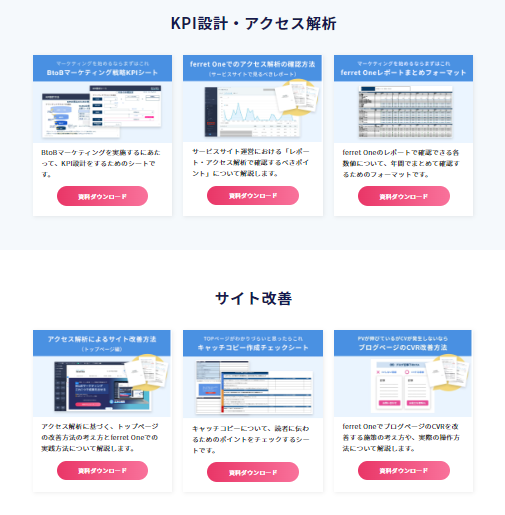 KPI設計・アクセス解析
マーケティングを始めるならまずはこれ
BtoBマーケティング戦略KPIシート
BtoBマーケティングを実施するにあた
って、KPI設計をするためのシートで
す。
資料ダウンロード
ferret Oneでのアクセス解析の確認方法
（サービスサイトで見るべきレポート）
サービスサイト運営における「レポー
ト・アクセス解析で確認するべきポイ
ント」について解説します。
資料ダウンロード
マーケティングを始めるならまずはこれ
ferret Oneレポートまとめフォーマット
ferret Oneのレポートで確認できる各
数値について、年間でまとめて確認す
るためのフォーマットです。
資料ダウンロード
サイト改善
アクセス解析によるサイト改善方法
（トップページ編）
アクセス解析に基づく、トップページ
の改善方法の考え方とferret Oneでの
実践方法について解説します。
資料ダウンロード
TOPページがわかりづらいと思ったらこれ
キャッチコピー作成チェックシート
キャッチコピーについて、読者に伝わ
るためのポイントをチェックするシー
トです。
資料ダウンロード
PVが伸びているがCVが発生しないなら
ブログページのCVR改善方法
ferret OneでブログページのCVRを改
善する施策の考え方や、実際の操作方
法について解説します。
資料ダウンロード